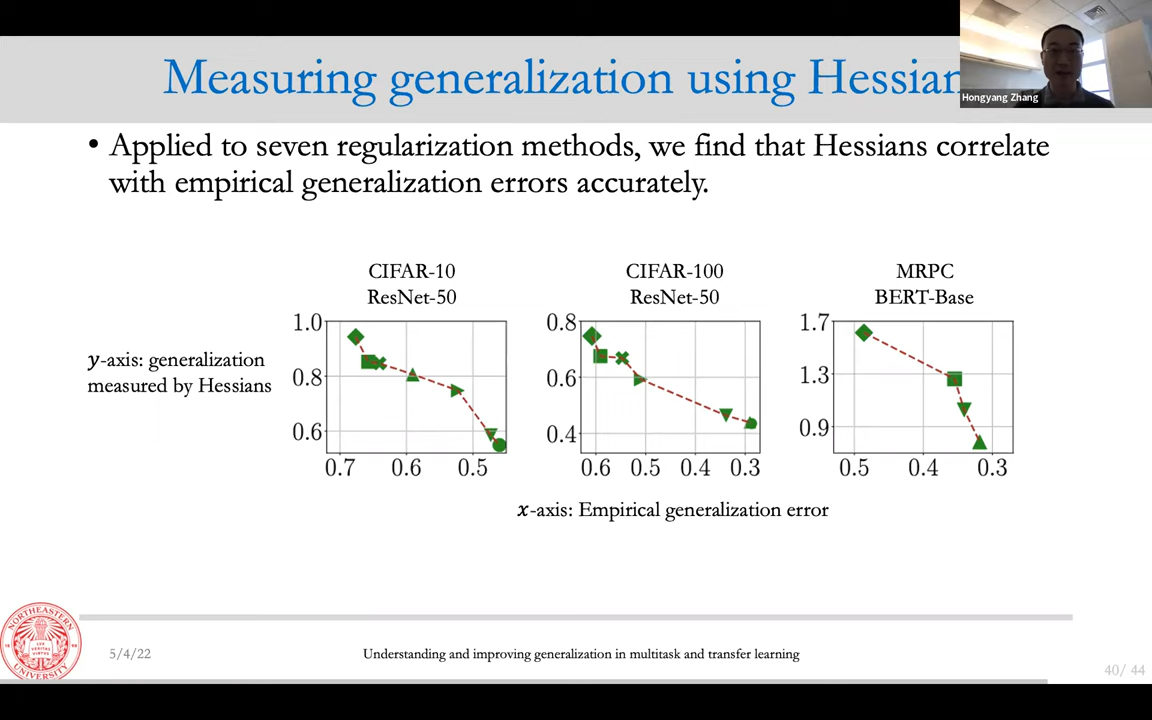 Measuring generalization using Hessian
Hongyang Zhang
• Applied to seven regularization methods, we find that Hessians correlate
with empirical generalization errors accurately.
CIFAR-10
ResNet-50
CIFAR-100
ResNet-50
MRPC
BERT-Base
y-axis: generalization
measured by Hessians
1.0
0.8
0.6
0.7 0.6 0.5
0.8
0.6
0.4
0.6 0.5 0.4 0.3
1.7
1.3
0.9
0.5 0.4 0.3
x-axis: Empirical generalization error
NORTHEASTERN
UNIVERSITY
5/4/22
Understanding and improving generalization in multitask and transfer learning
40/ 44